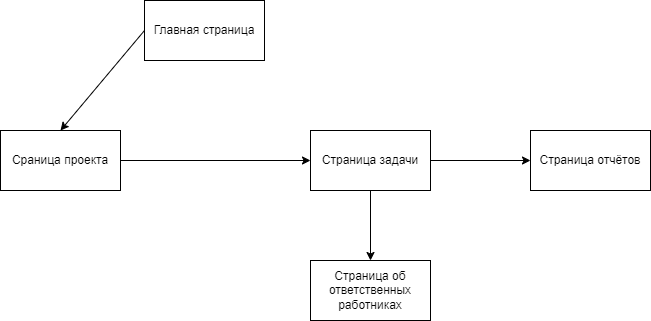 Главная страница
Сраница проекта
Страница задачи
Страница отчётов
Страница об
ответственных
работниках